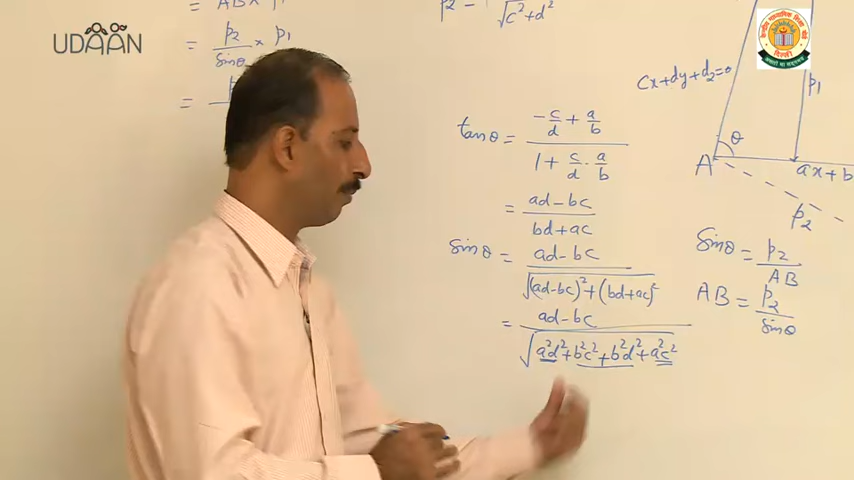 UDAAN
= AB × P1
= P2/sinθ × P1
=
P2 = √c²+d²
Cx+dy+d2=0
P1
θ
A
ax + b
P2
tanθ = (-c/d + a/b)/(1 + c/d · a/b)
= (ad-bc)/(bd+ac)
sinθ = (ad-bc)/√((ad-bc)²+(bd+ac)²)
= (ad-bc)/√(a²d²+b²c²+b²d²+a²c²)
Sinθ = P2/AB
AB = P2/sinθ